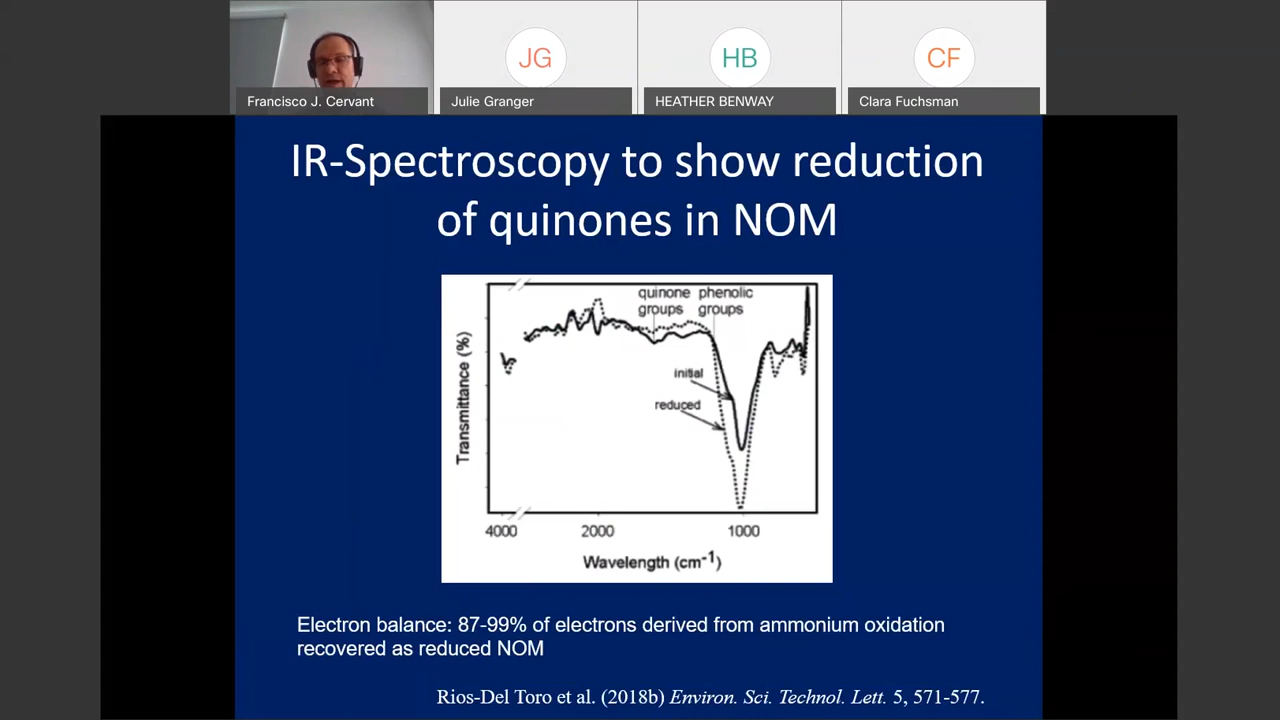 JG
HB
CF
Francisco J. Cervant
Julie Granger
HEATHER BENWAY
Clara Fuchsman
IR-Spectroscopy to show reduction
of quinones in NOM
quinone phenolic
groups groups
initial
reduced
Transmittance (%)
4000 2000 1000
Wavelength (cm⁻¹)
Electron balance: 87-99% of electrons derived from ammonium oxidation
recovered as reduced NOM
Rios-Del Toro et al. (2018b) Environ. Sci. Technol. Lett. 5, 571-577.